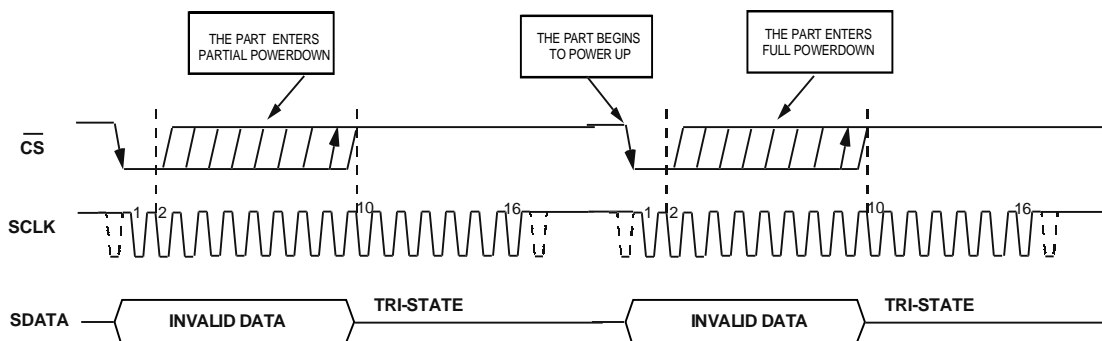 THE PART ENTERS
PARTIAL POWERDOWN
THE PART BEGINS
TO POWER UP
THE PART ENTERS
FULL POWERDOWN
CS
SCLK
1 2 10 16 1 2 10 16
SDATA
INVALID DATA
TRI-STATE
INVALID DATA
TRI-STATE